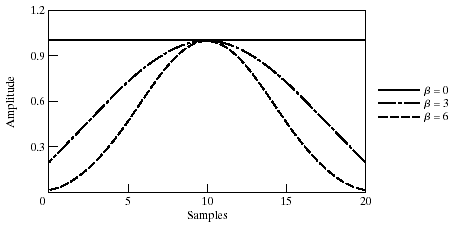 1.2
0.9
0.6
0.3
Amplitude
0
5
10
15
20
Samples
β = 0
β = 3
β = 6